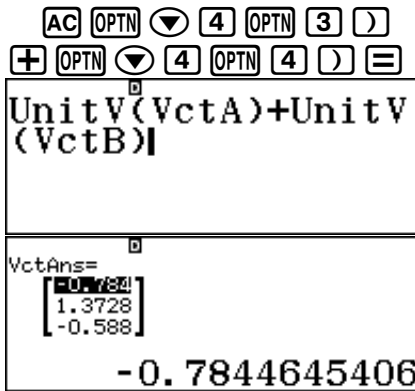 AC OPTN ▼ 4 OPTN 3 )
+ OPTN ▼ 4 OPTN 4 ) =
D
UnitV(VctA)+UnitV
(VctB)
D
VctAns=
-0.784
1.3728
-0.588
-0.7844645406